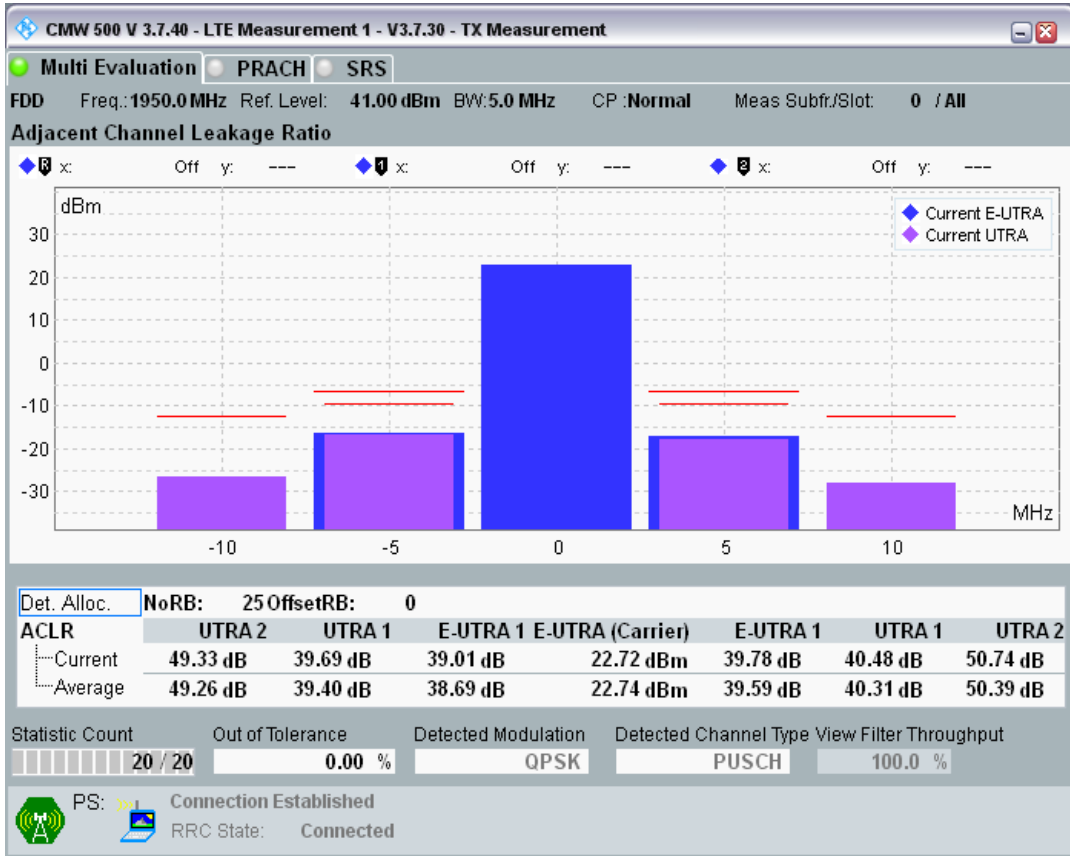 CMW 500 V 3.7.40 - LTE Measurement 1 - V3.7.30 - TX Measurement
Multi Evaluation PRACH SRS
FDD Freq.: 1950.0 MHz Ref. Level: 41.00 dBm BW: 5.0 MHz CP : Normal Meas Subfr./Slot: 0 / All
Adjacent Channel Leakage Ratio
R x: Off y: --- 1 x: Off y: --- 2 x: Off y: ---
dBm
Current E-UTRA
Current UTRA
30
20
10
0
-10
-20
-30
MHz
-10 -5 0 5 10
Det. Alloc. NoRB: 25 OffsetRB: 0
ACLR UTRA 2 UTRA 1 E-UTRA 1 E-UTRA (Carrier) E-UTRA 1 UTRA 1 UTRA 2
Current 49.33 dB 39.69 dB 39.01 dB 22.72 dBm 39.78 dB 40.48 dB 50.74 dB
Average 49.26 dB 39.40 dB 38.69 dB 22.74 dBm 39.59 dB 40.31 dB 50.39 dB
Statistic Count Out of Tolerance Detected Modulation Detected Channel Type View Filter Throughput
20 / 20 0.00 % QPSK PUSCH 100.0 %
PS: Connection Established
RRC State: Connected